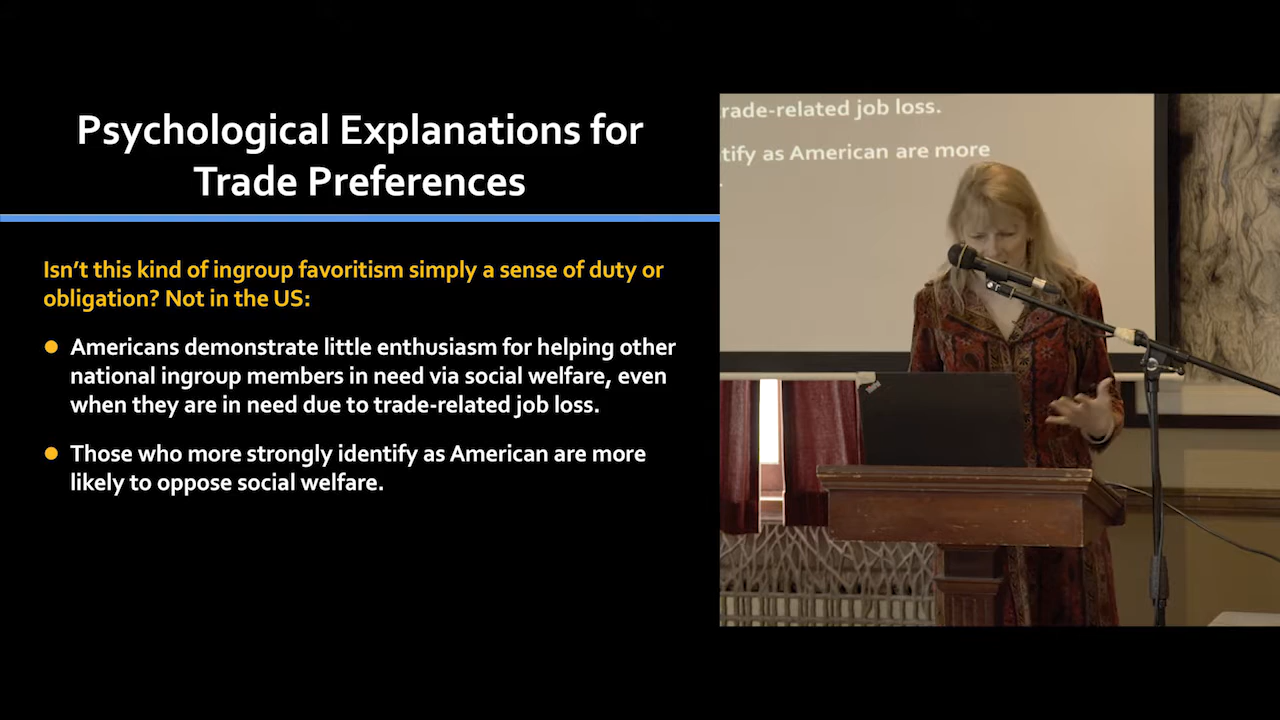 Psychological Explanations for
Trade Preferences
Isn't this kind of ingroup favoritism simply a sense of duty or
obligation? Not in the US:
Americans demonstrate little enthusiasm for helping other
national ingroup members in need via social welfare, even
when they are in need due to trade-related job loss.
Those who more strongly identify as American are more
likely to oppose social welfare.
rade-related job loss.
tify as American are more